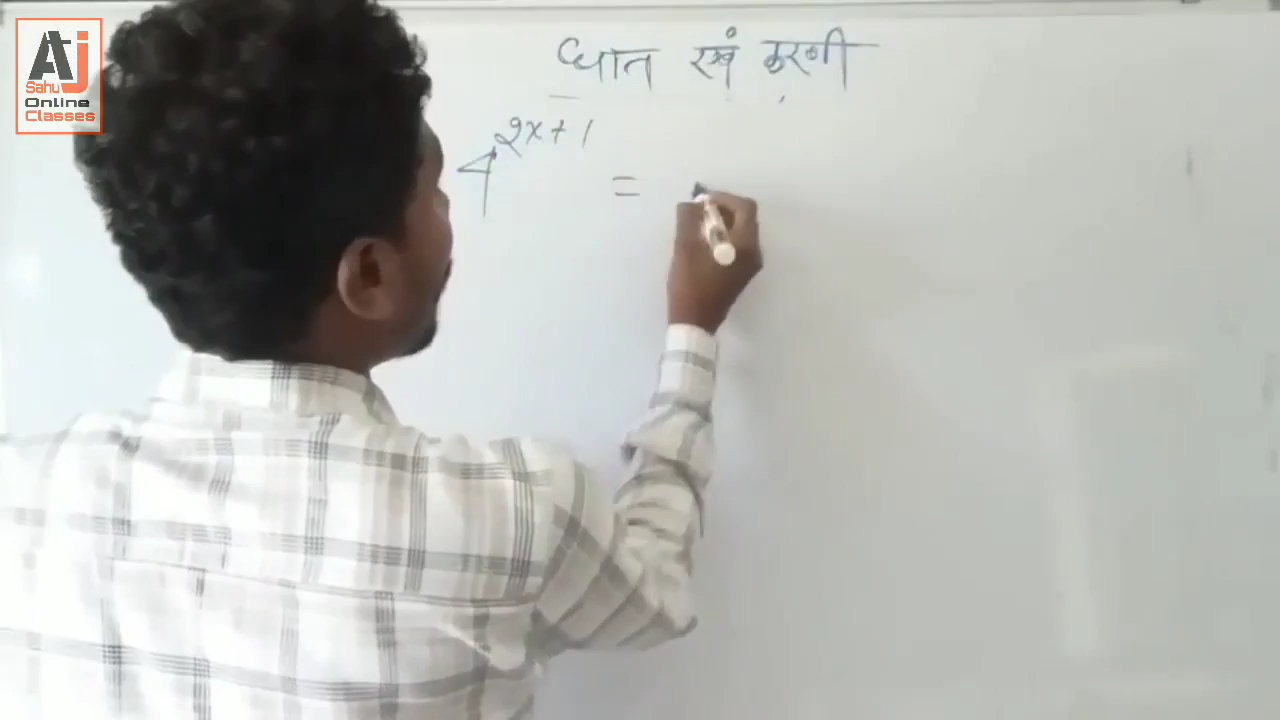 AJ
Sahu
Online
Classes
घात एवं करणी
4^{2x+1} =